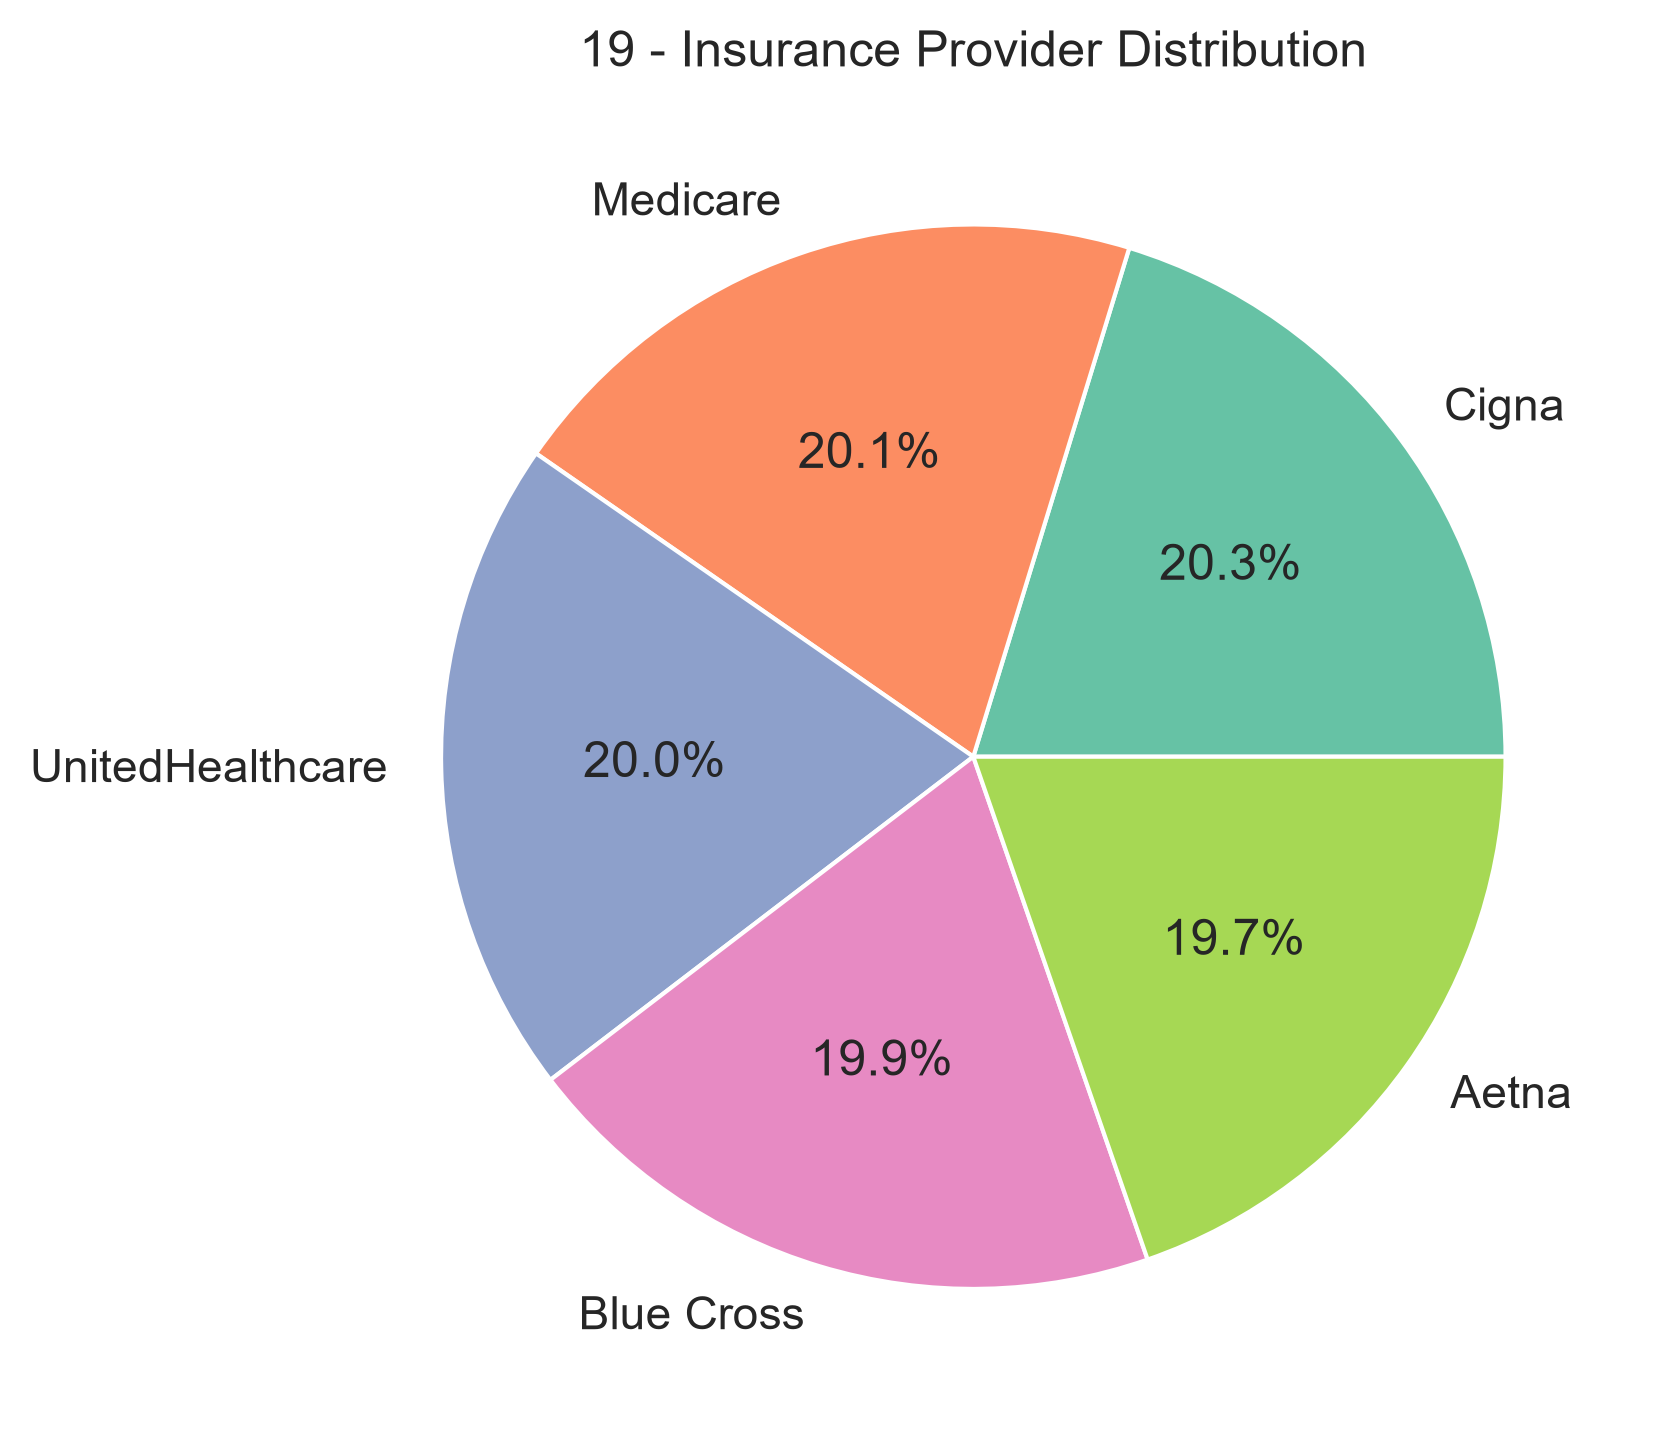 19 - Insurance Provider Distribution
Medicare
Cigna
20.1%
20.3%
UnitedHealthcare
20.0%
19.7%
19.9%
Aetna
Blue Cross